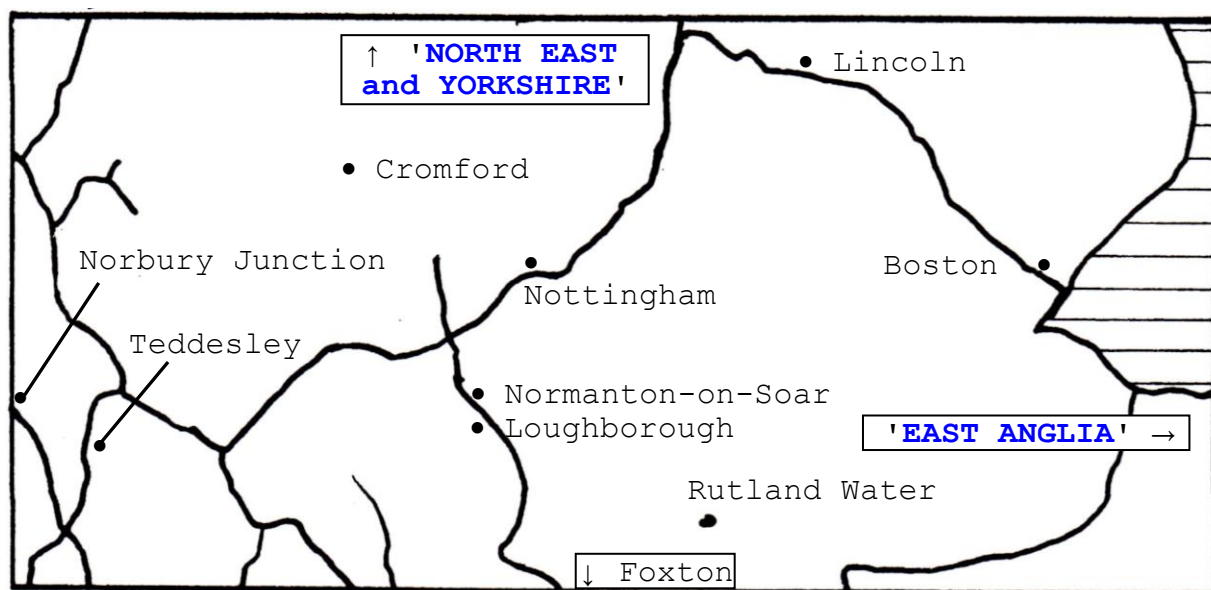 ↑ 'NORTH EAST
and YORKSHIRE'
Lincoln
Cromford
Norbury Junction
Boston
Nottingham
Teddesley
Normanton-on-Soar
Loughborough
'EAST ANGLIA' →
Rutland Water
↓ Foxton